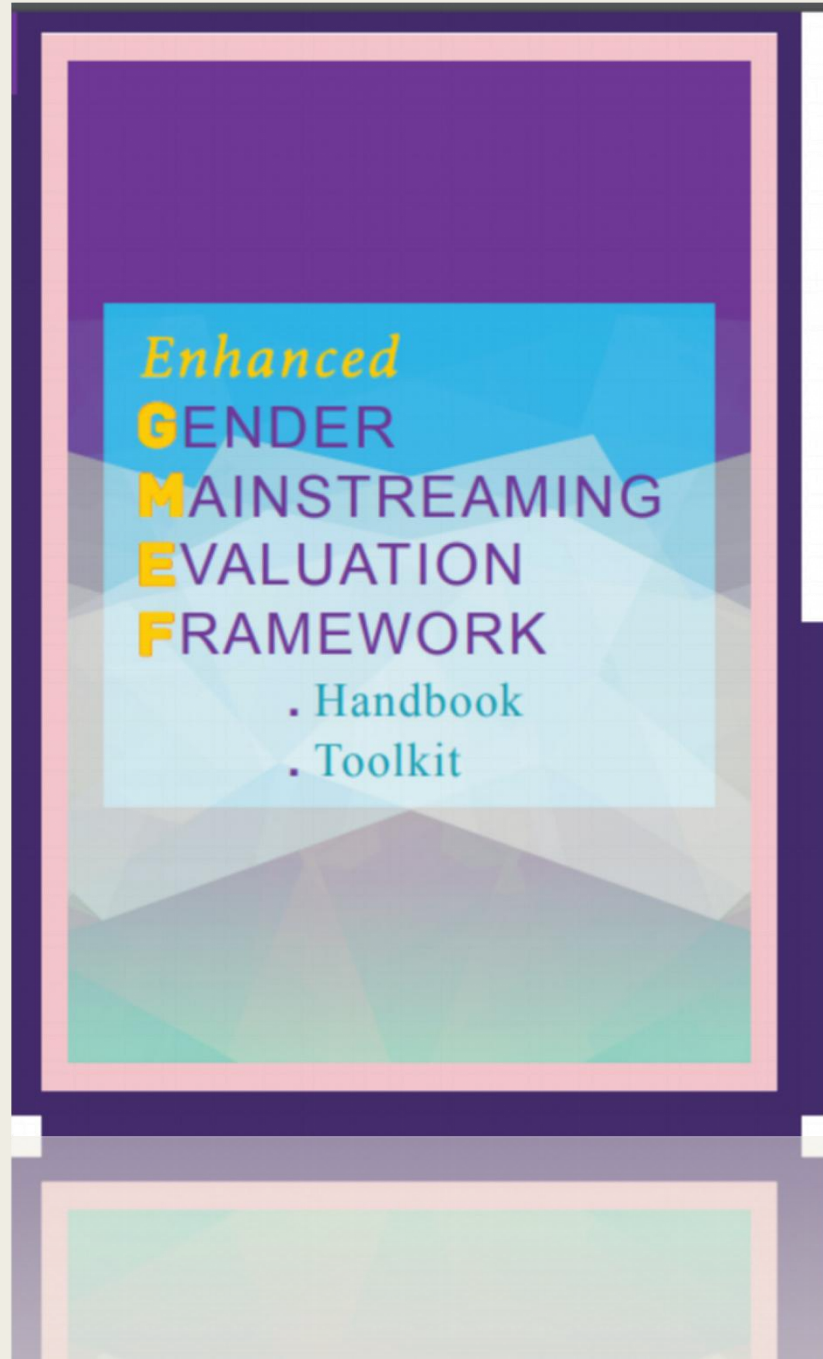 Enhanced
GENDER
MAINSTREAMING
EVALUATION
FRAMEWORK
. Handbook
. Toolkit